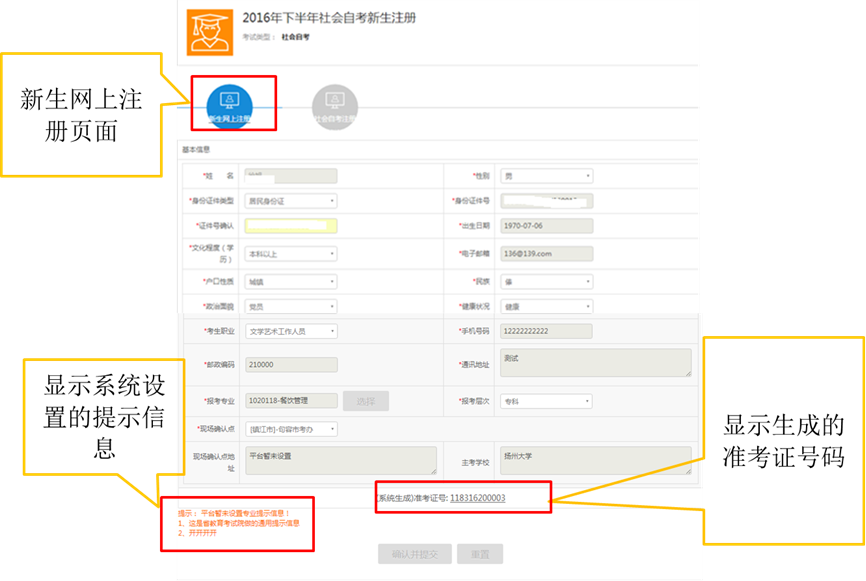 2016年下半年社会自考新生注册
考试类型： 社会自考
新生网上注
册页面
新生网上注册
社会自考注册
基本信息
*姓 名
*性别 男
*身份证件类型 居民身份证
*身份证件号
*证件号确认
*出生日期 1970-07-06
*文化程度（学
历） 本科以上
*电子邮箱 136@139.com
*户口性质 城镇
*民族 傣
*政治面貌 党员
*健康状况 健康
*考生职业 文学艺术工作人员
*手机号码 12222222222
*邮政编码 210000
*通讯地址 测试
*报考专业 1020118-餐饮管理 选择
*报考层次 专科
*现场确认点 [镇江市]-句容市考办
现场确认点地
址 平台暂未设置
主考学校 扬州大学
显示系统设
置的提示信
息
显示生成的
准考证号码
(系统生成)准考证号: 118316200003
提示： 平台暂未设置专业提示信息！
1、这是省教育考试院做的通用提示信息
2、开开开开
确认并提交 重置